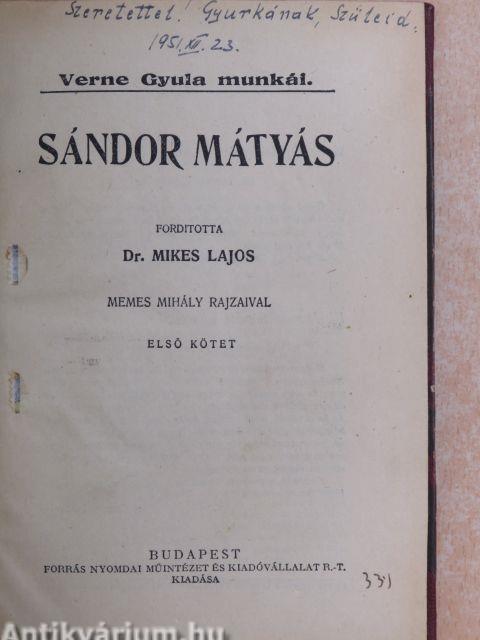 Szeretettel! Gyurkának, Szüleid.
1951. XII. 23.
Verne Gyula munkái.
SÁNDOR MÁTYÁS
FORDITOTTA
Dr. MIKES LAJOS
MEMES MIHÁLY RAJZAIVAL
ELSŐ KÖTET
BUDAPEST
FORRÁS NYOMDAI MŰINTÉZET ÉS KIADÓVÁLLALAT R.-T.
KIADÁSA
331
Antikvárium.hu